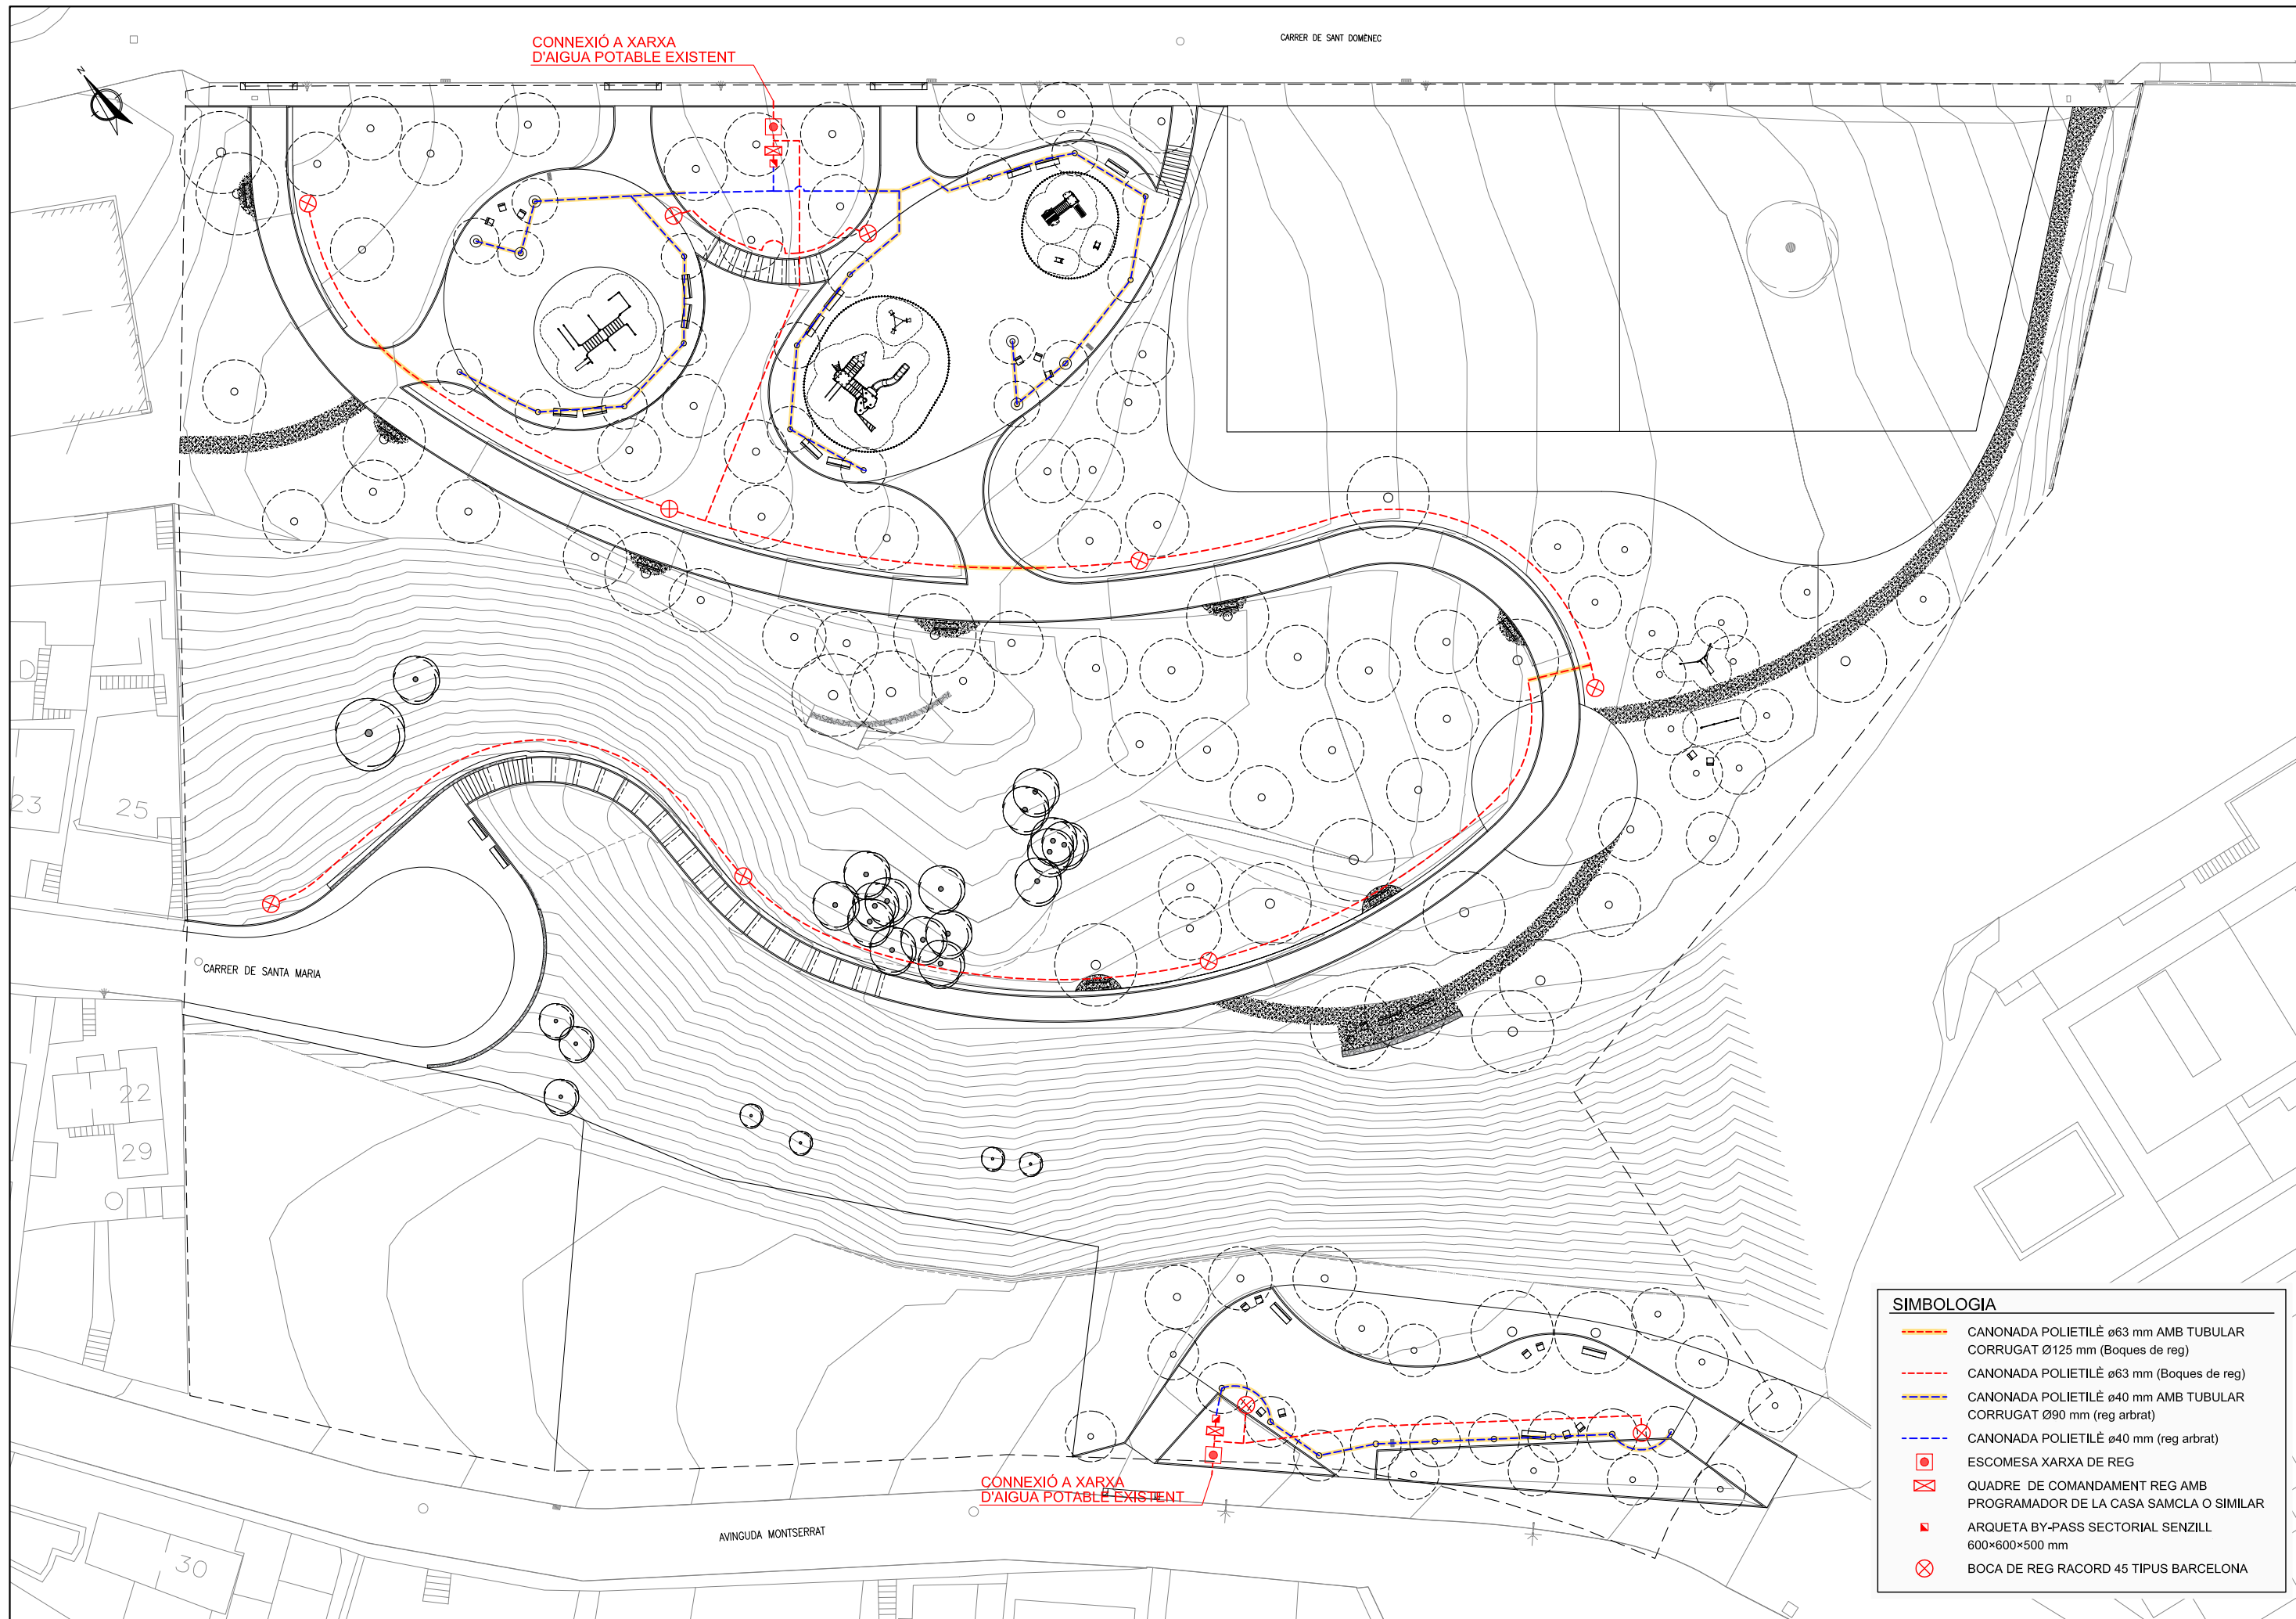 CARRER DE SANT DOMÈNEC
CONNEXIÓ A XARXA
D'AIGUA POTABLE EXISTENT
N
23
25
CARRER DE SANTA MARIA
22
29
30
CONNEXIÓ A XARXA
D'AIGUA POTABLE EXISTENT
AVINGUDA MONTSERRAT
SIMBOLOGIA
CANONADA POLIETILÈ ø63 mm AMB TUBULAR
CORRUGAT Ø125 mm (Boques de reg)
CANONADA POLIETILÈ ø63 mm (Boques de reg)
CANONADA POLIETILÈ ø40 mm AMB TUBULAR
CORRUGAT Ø90 mm (reg arbrat)
CANONADA POLIETILÈ ø40 mm (reg arbrat)
ESCOMESA XARXA DE REG
QUADRE DE COMANDAMENT REG AMB
PROGRAMADOR DE LA CASA SAMCLA O SIMILAR
ARQUETA BY-PASS SECTORIAL SENZILL
600×600×500 mm
BOCA DE REG RACORD 45 TIPUS BARCELONA